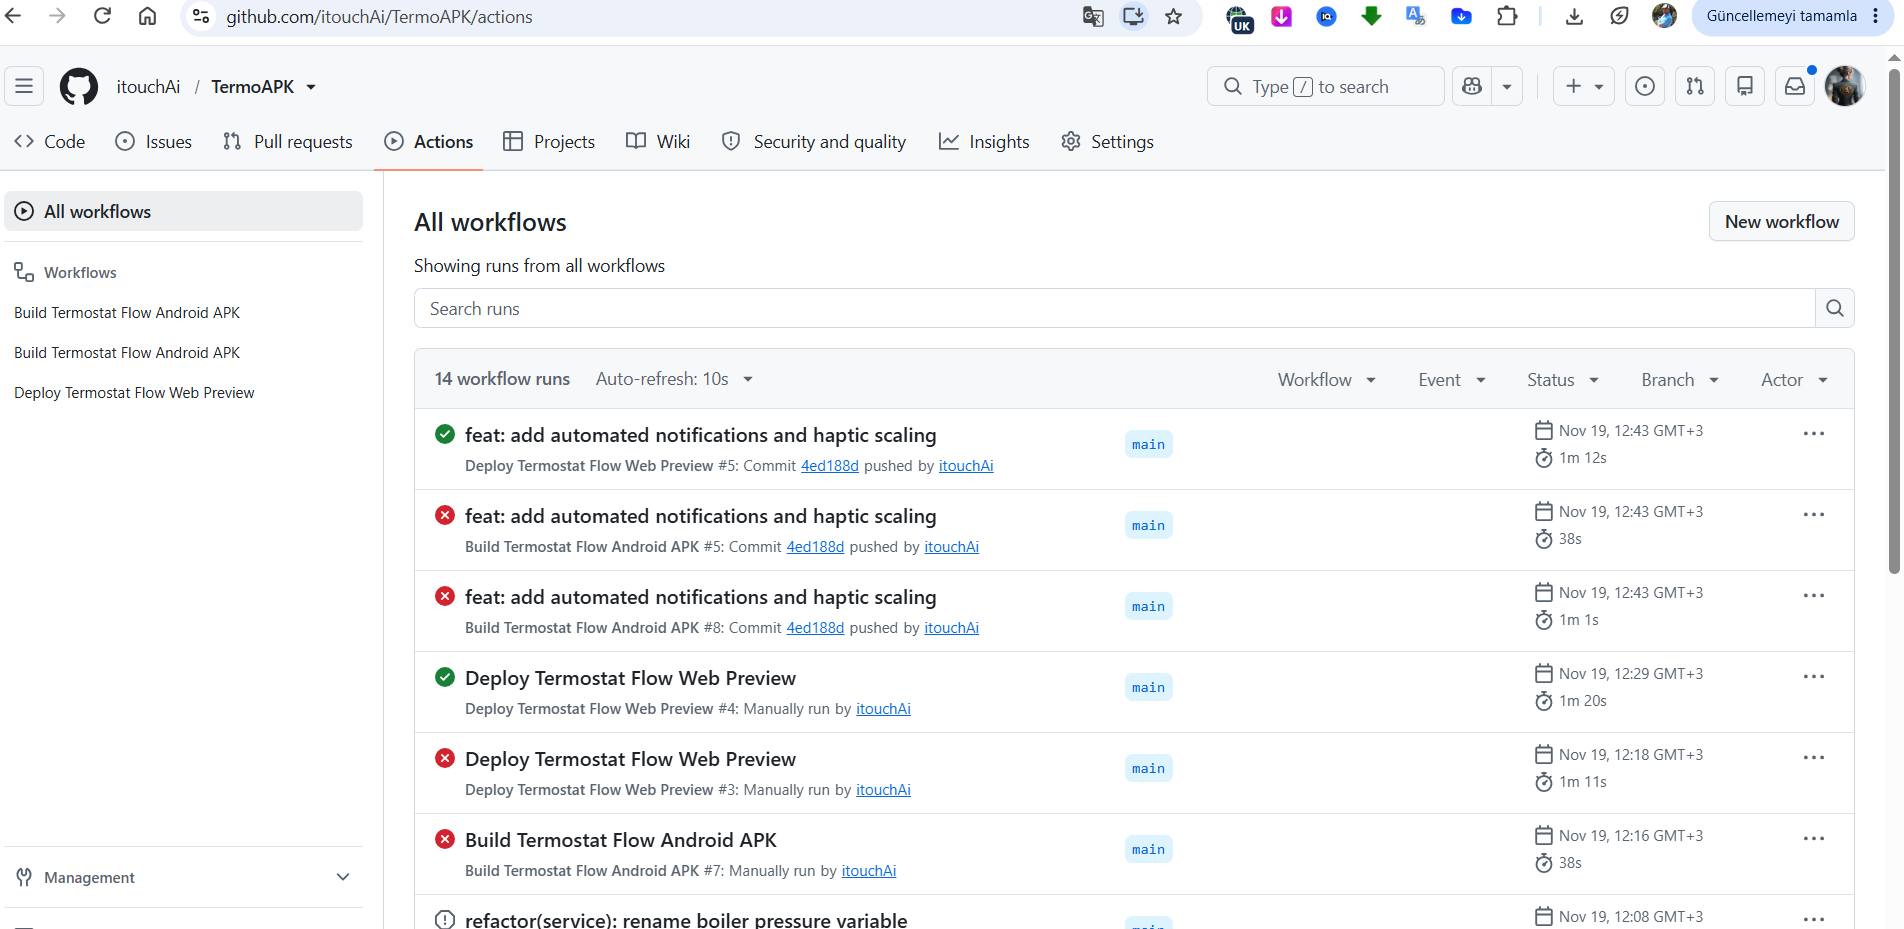 github.com/itouchAi/TermoAPK/actions
UK
IQ
Güncellemeyi tamamla
itouchAi / TermoAPK
Type / to search
Code
Issues
Pull requests
Actions
Projects
Wiki
Security and quality
Insights
Settings
All workflows
Workflows
Build Termostat Flow Android APK
Build Termostat Flow Android APK
Deploy Termostat Flow Web Preview
Management
All workflows
New workflow
Showing runs from all workflows
Search runs
14 workflow runs Auto-refresh: 10s Workflow Event Status Branch Actor
feat: add automated notifications and haptic scaling
Deploy Termostat Flow Web Preview #5: Commit 4ed188d pushed by itouchAi
main
Nov 19, 12:43 GMT+3
1m 12s
feat: add automated notifications and haptic scaling
Build Termostat Flow Android APK #5: Commit 4ed188d pushed by itouchAi
main
Nov 19, 12:43 GMT+3
38s
feat: add automated notifications and haptic scaling
Build Termostat Flow Android APK #8: Commit 4ed188d pushed by itouchAi
main
Nov 19, 12:43 GMT+3
1m 1s
Deploy Termostat Flow Web Preview
Deploy Termostat Flow Web Preview #4: Manually run by itouchAi
main
Nov 19, 12:29 GMT+3
1m 20s
Deploy Termostat Flow Web Preview
Deploy Termostat Flow Web Preview #3: Manually run by itouchAi
main
Nov 19, 12:18 GMT+3
1m 11s
Build Termostat Flow Android APK
Build Termostat Flow Android APK #7: Manually run by itouchAi
main
Nov 19, 12:16 GMT+3
38s
refactor(service): rename boiler pressure variable
Nov 19, 12:08 GMT+3